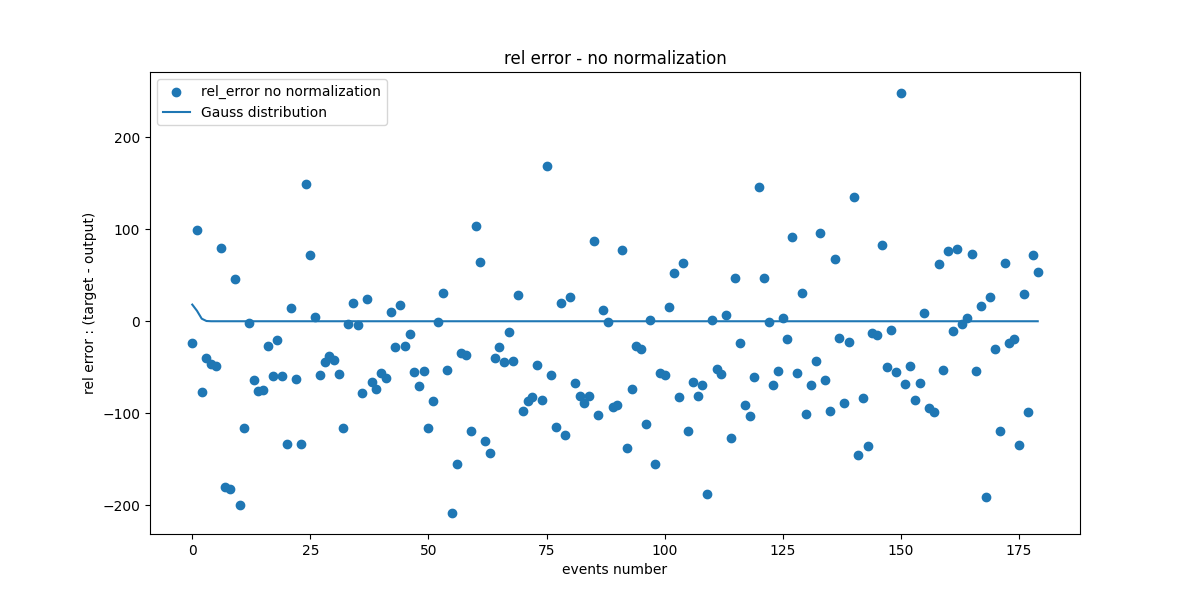 rel error - no normalization
rel_error no normalization
Gauss distribution
rel error : (target - output)
200
100
0
−100
−200
0 25 50 75 100 125 150 175
events number